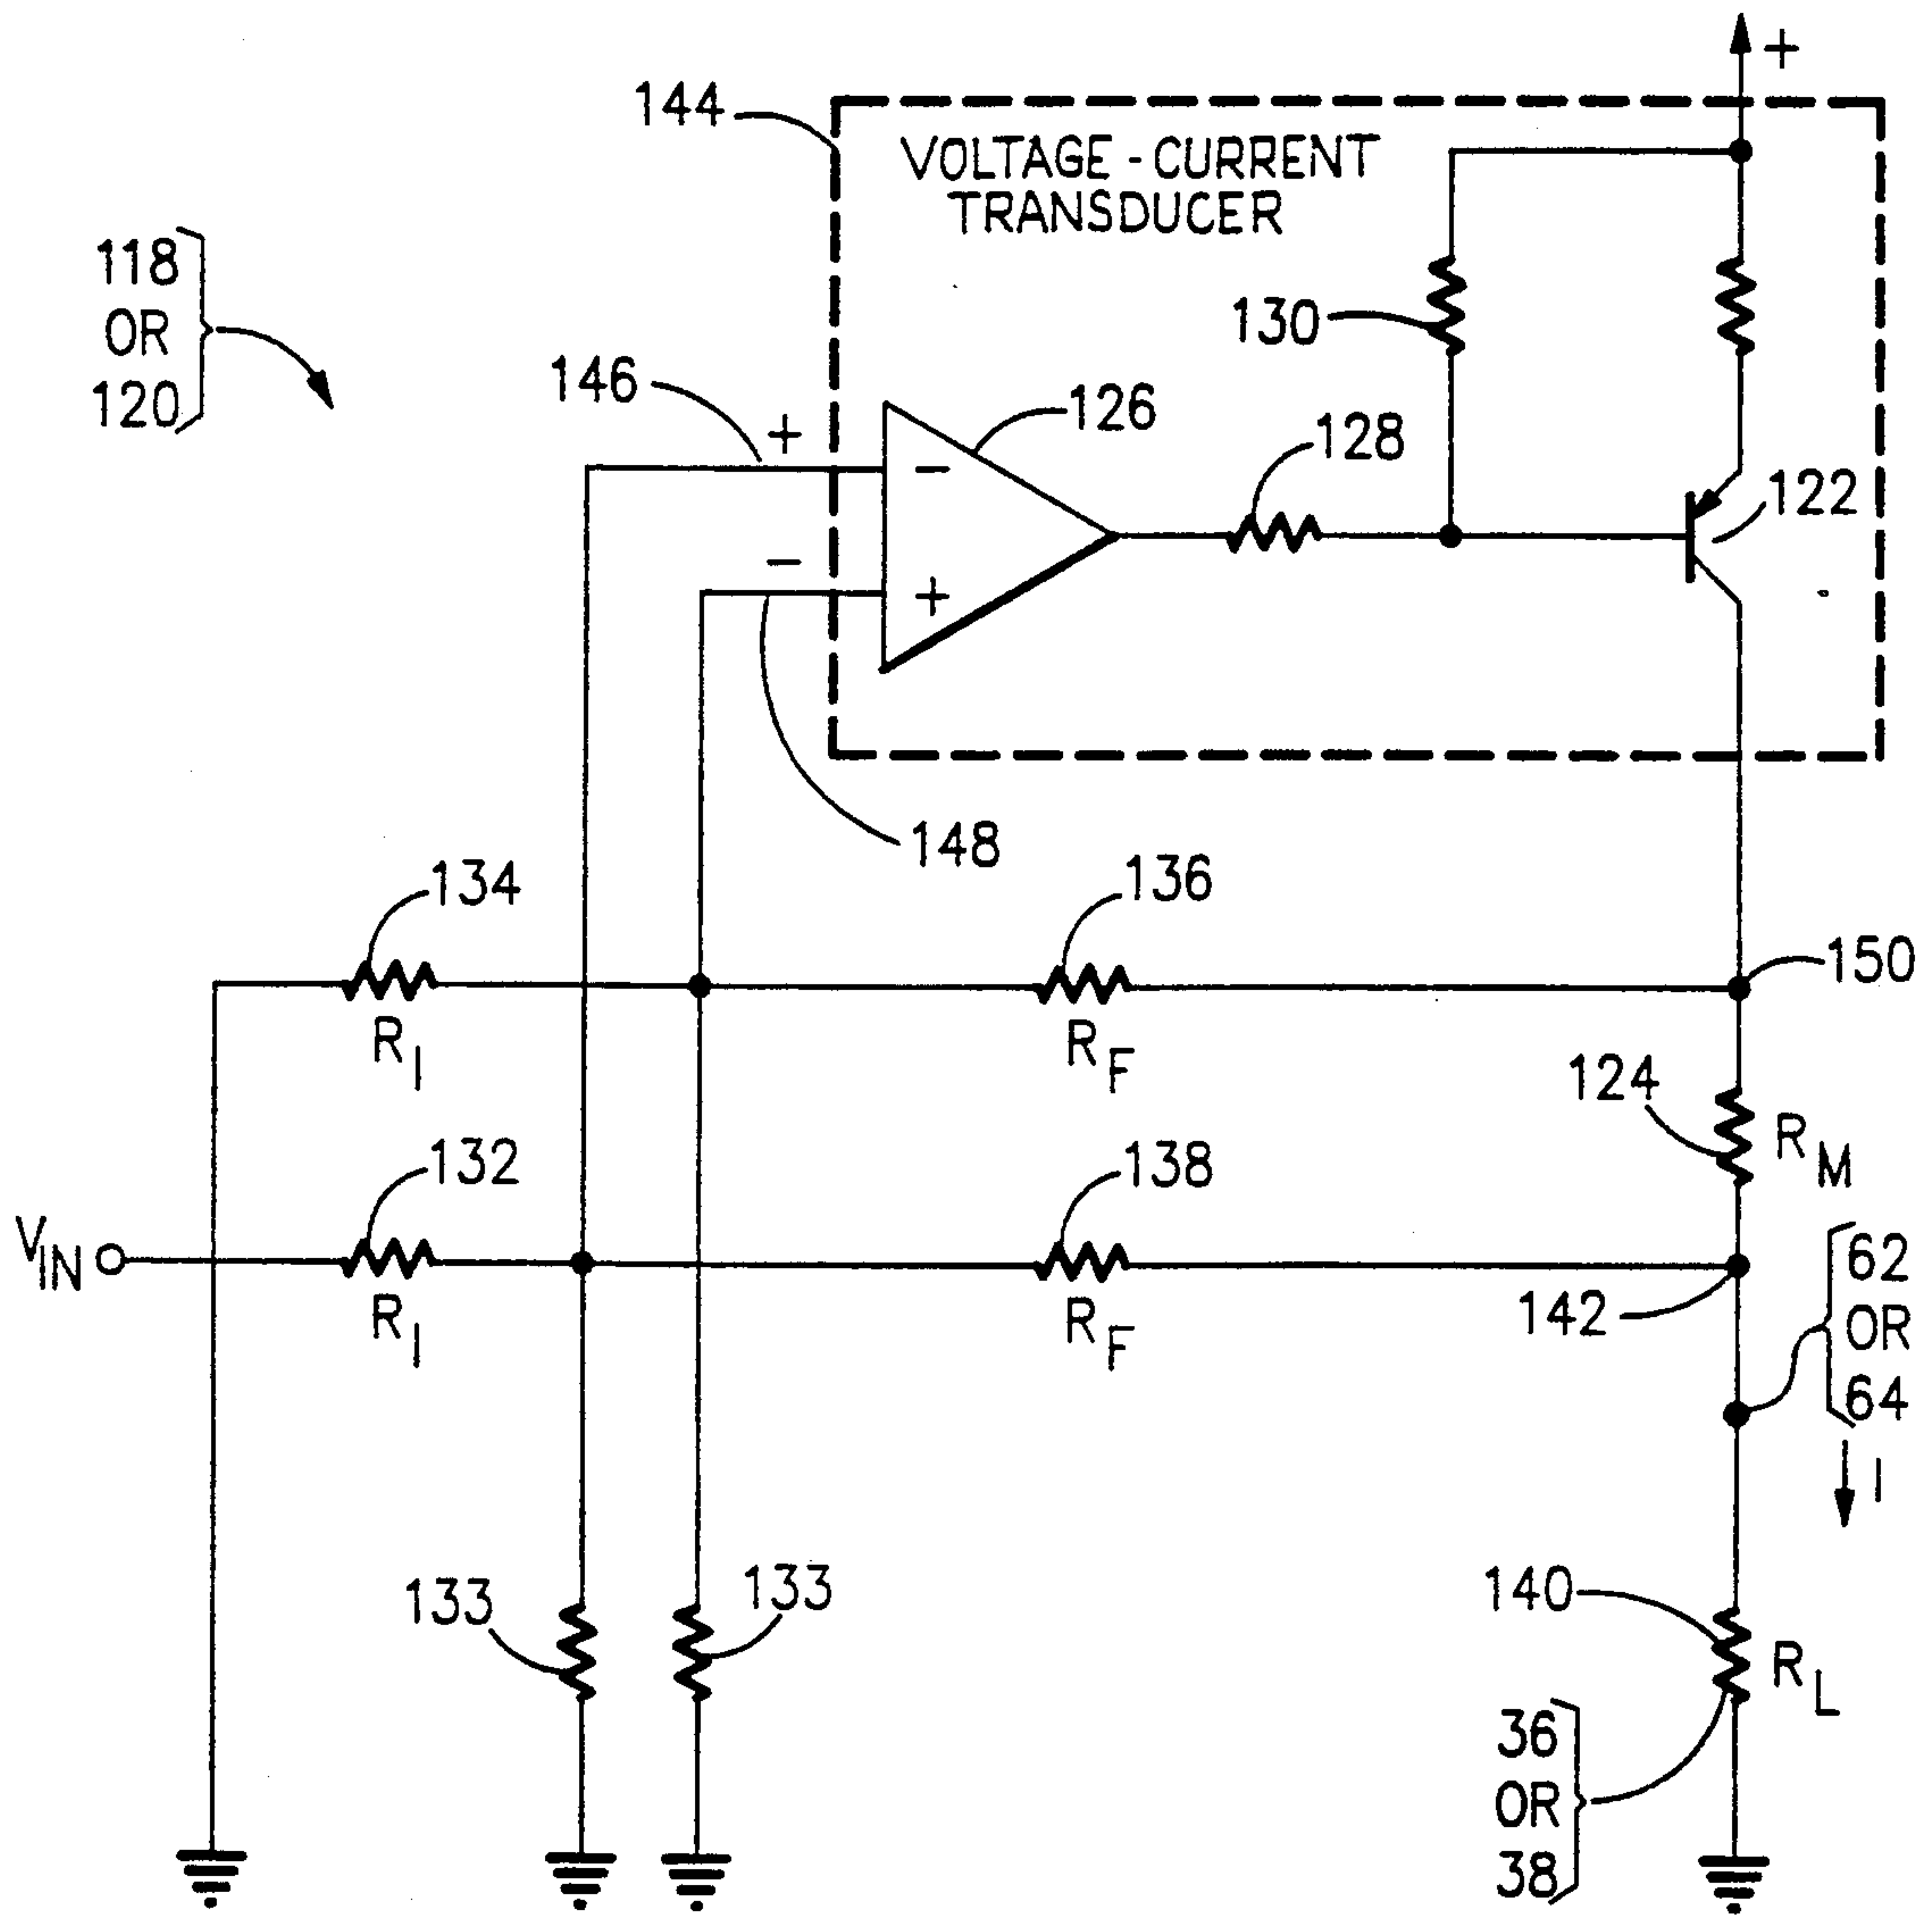 +
144
VOLTAGE-CURRENT
TRANSDUCER
118
OR
120
130
146
+
126
128
122
−
−
+
148
134
136
150
R I
R F
124
R M
132
138
V IN
R I
R F
142
62
OR
64
I
133
133
140
R L
36
OR
38